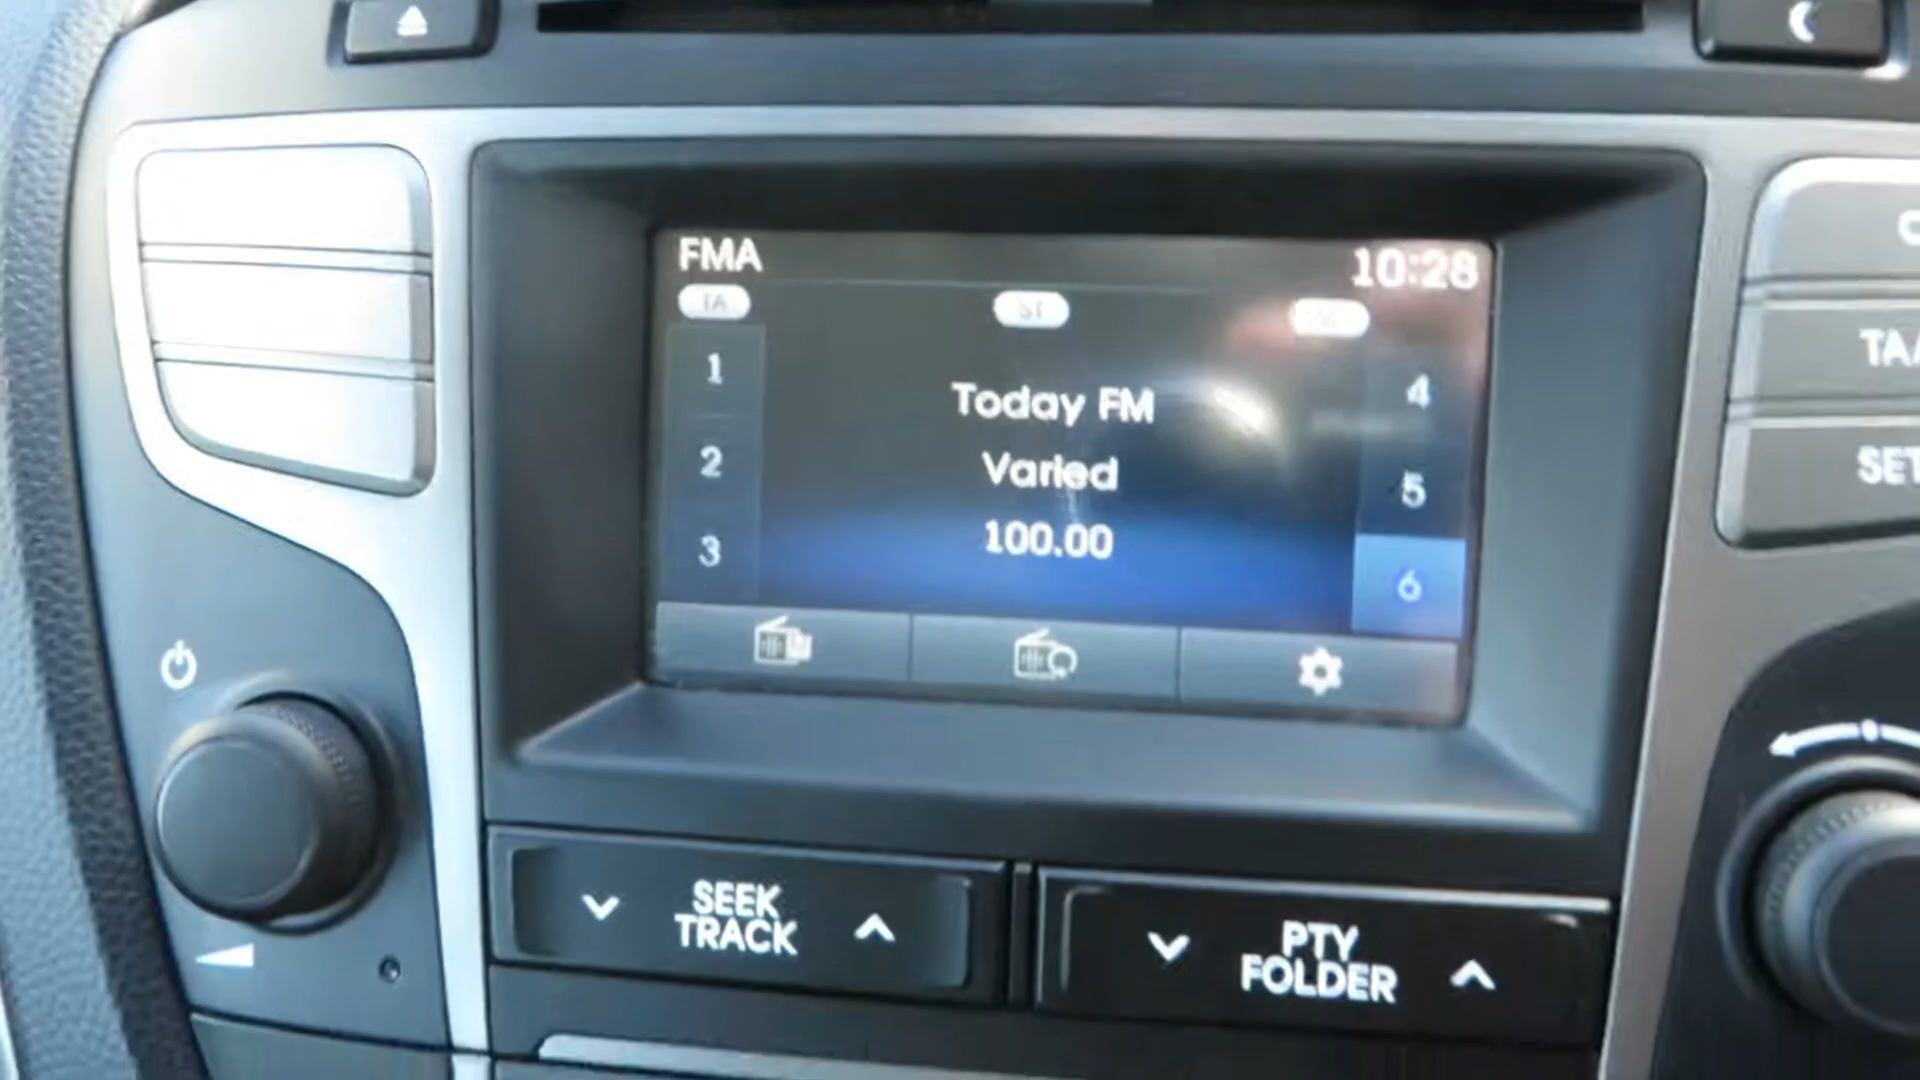 FMA
10:28
TA
ST
1
2
3
Today FM
Varied
100.00
4
5
6
TA/
SET
SEEK
TRACK
PTY
FOLDER